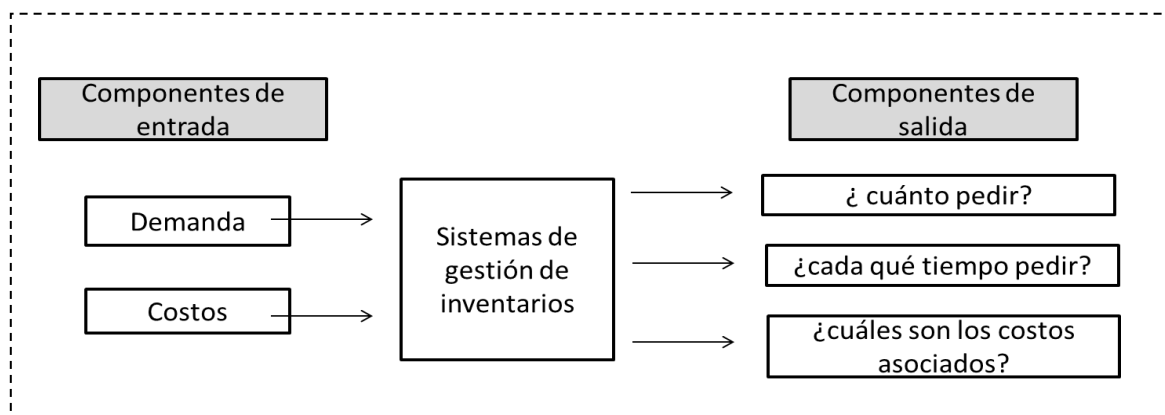 Componentes de
entrada
Componentes de
salida
Demanda
Costos
Sistemas de
gestión de
inventarios
¿ cuánto pedir?
¿cada qué tiempo pedir?
¿cuáles son los costos
asociados?